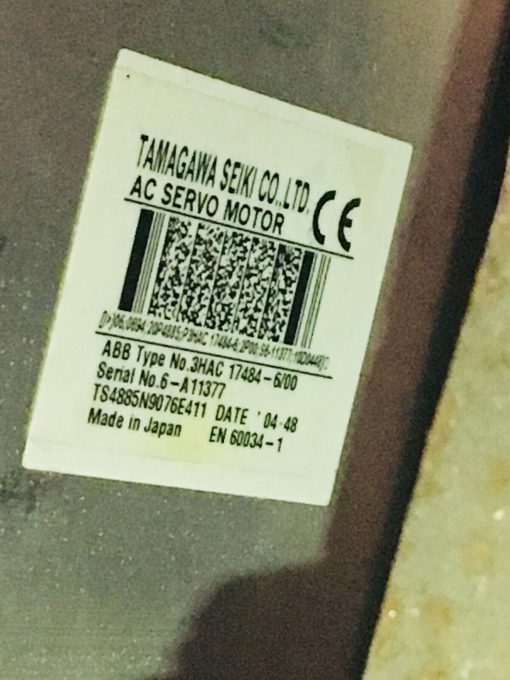 TAMAGAWA SEIKI CO.,LTD.
AC SERVO MOTOR
CE
ABB Type No.3HAC 17484-6/00
Serial No.6-A11377
TS4885N9076E411 DATE '04-48
Made in Japan EN 60034-1